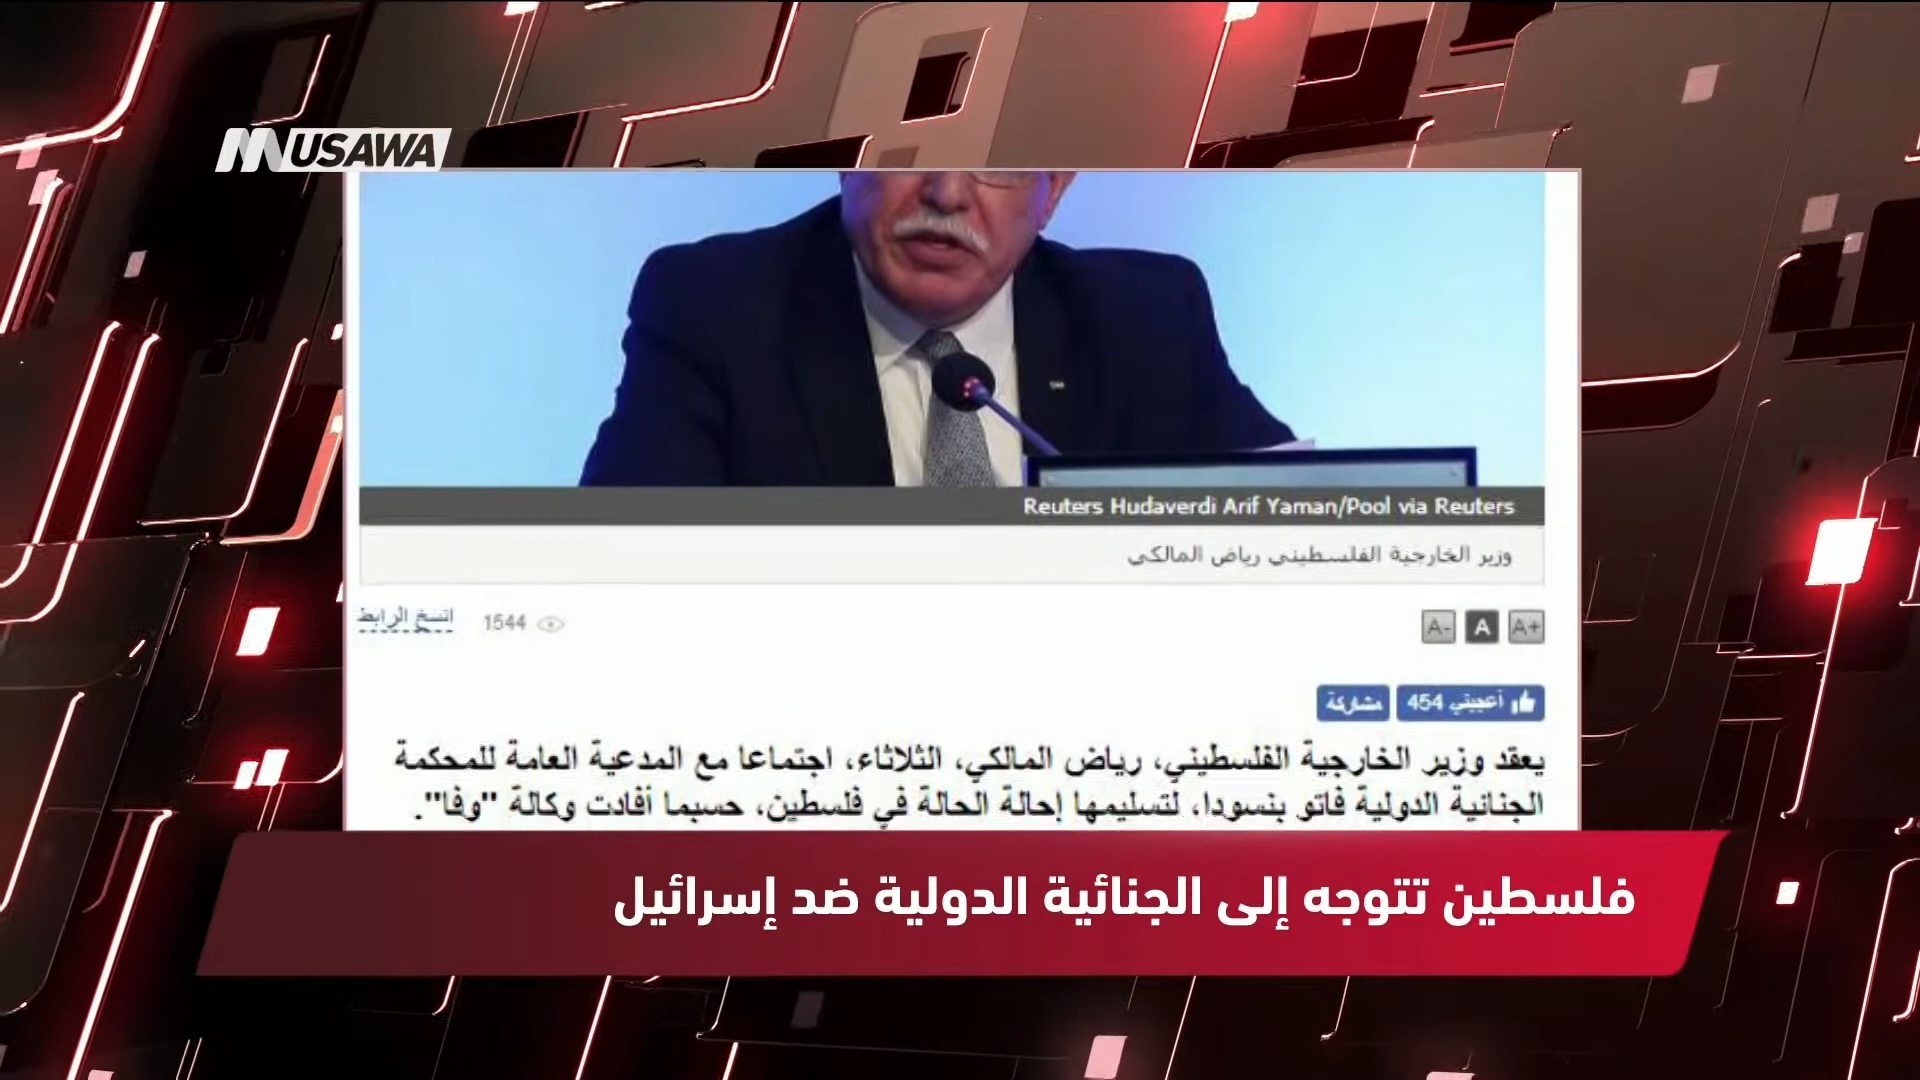 MUSAWA
Reuters Hudaverdi Arif Yaman/Pool via Reuters
وزير الخارجية الفلسطيني رياض المالكي
A- A A+
1544 انسخ الرابط
أعجبني 454 مشاركة
يعقد وزير الخارجية الفلسطيني، رياض المالكي، الثلاثاء، اجتماعا مع المدعية العامة للمحكمة
الجنائية الدولية فاتو بنسودا، لتسليمها إحالة الحالة في فلسطين، حسبما أفادت وكالة "وفا".
فلسطين تتوجه إلى الجنائية الدولية ضد إسرائيل